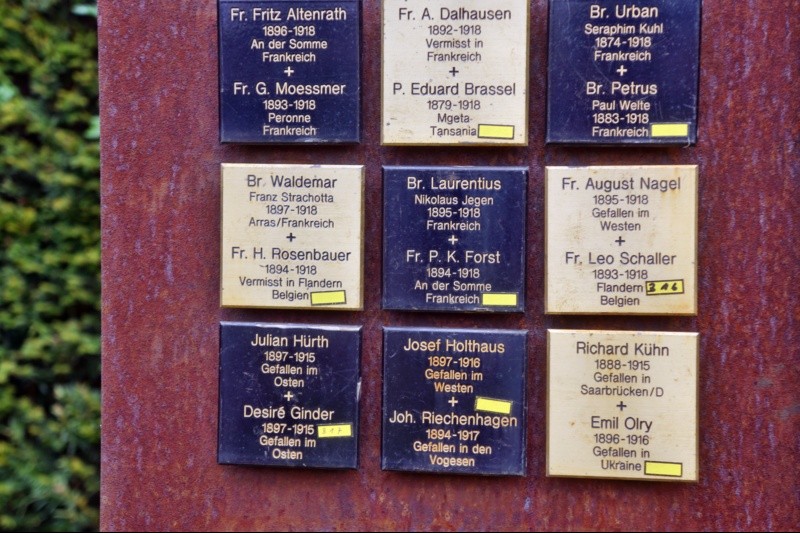 Fr. Fritz Altenrath
1896-1918
An der Somme
Frankreich
+
Fr. G. Moessmer
1893-1918
Peronne
Frankreich
Fr. A. Dalhausen
1892-1918
Vermisst in
Frankreich
+
P. Eduard Brassel
1879-1918
Mgeta
Tansania
Br. Urban
Seraphim Kuhl
1874-1918
Frankreich
+
Br. Petrus
Paul Welte
1883-1918
Frankreich
Br. Waldemar
Franz Strachotta
1897-1918
Arras/Frankreich
+
Fr. H. Rosenbauer
1894-1918
Vermisst in Flandern
Belgien
Br. Laurentius
Nikolaus Jegen
1895-1918
Frankreich
+
Fr. P. K. Forst
1894-1918
An der Somme
Frankreich
Fr. August Nagel
1895-1918
Gefallen im
Westen
+
Fr. Leo Schaller
1893-1918
Flandern
Belgien
Julian Hürth
1897-1915
Gefallen im
Osten
+
Desiré Ginder
1897-1915
Gefallen im
Osten
Josef Holthaus
1897-1916
Gefallen im
Westen
+
Joh. Riechenhagen
1894-1917
Gefallen in den
Vogesen
Richard Kühn
1888-1915
Gefallen in
Saarbrücken/D
+
Emil Olry
1896-1916
Gefallen in
Ukraine